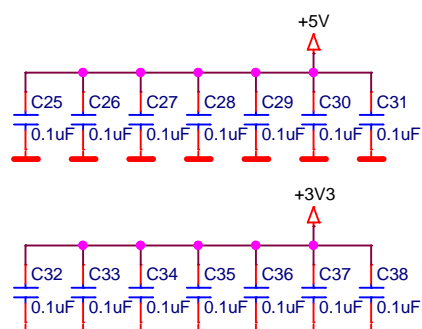 +5V
C25 C26 C27 C28 C29 C30 C31
0.1uF 0.1uF 0.1uF 0.1uF 0.1uF 0.1uF 0.1uF
+3V3
C32 C33 C34 C35 C36 C37 C38
0.1uF 0.1uF 0.1uF 0.1uF 0.1uF 0.1uF 0.1uF